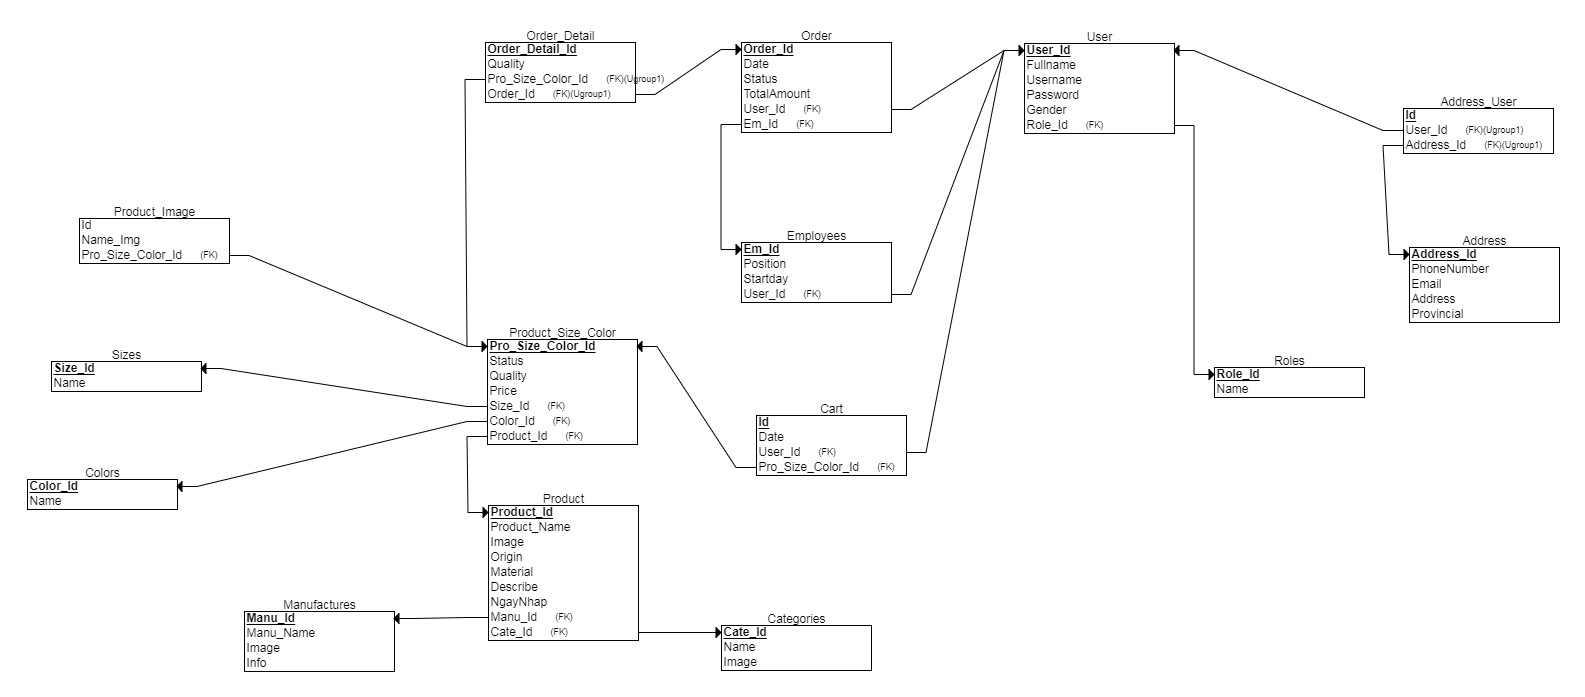 Order_Detail
Order_Detail_Id
Quality
Pro_Size_Color_Id (FK)(Ugroup1)
Order_Id (FK)(Ugroup1)
Order
Order_Id
Date
Status
TotalAmount
User_Id (FK)
Em_Id (FK)
User
User_Id
Fullname
Username
Password
Gender
Role_Id (FK)
Address_User
Id
User_Id (FK)(Ugroup1)
Address_Id (FK)(Ugroup1)
Product_Image
Id
Name_Img
Pro_Size_Color_Id (FK)
Employees
Em_Id
Position
Startday
User_Id (FK)
Address
Address_Id
PhoneNumber
Email
Address
Provincial
Sizes
Size_Id
Name
Product_Size_Color
Pro_Size_Color_Id
Status
Quality
Price
Size_Id (FK)
Color_Id (FK)
Product_Id (FK)
Roles
Role_Id
Name
Cart
Id
Date
User_Id (FK)
Pro_Size_Color_Id (FK)
Colors
Color_Id
Name
Product
Product_Id
Product_Name
Image
Origin
Material
Describe
NgayNhap
Manu_Id (FK)
Cate_Id (FK)
Manufactures
Manu_Id
Manu_Name
Image
Info
Categories
Cate_Id
Name
Image